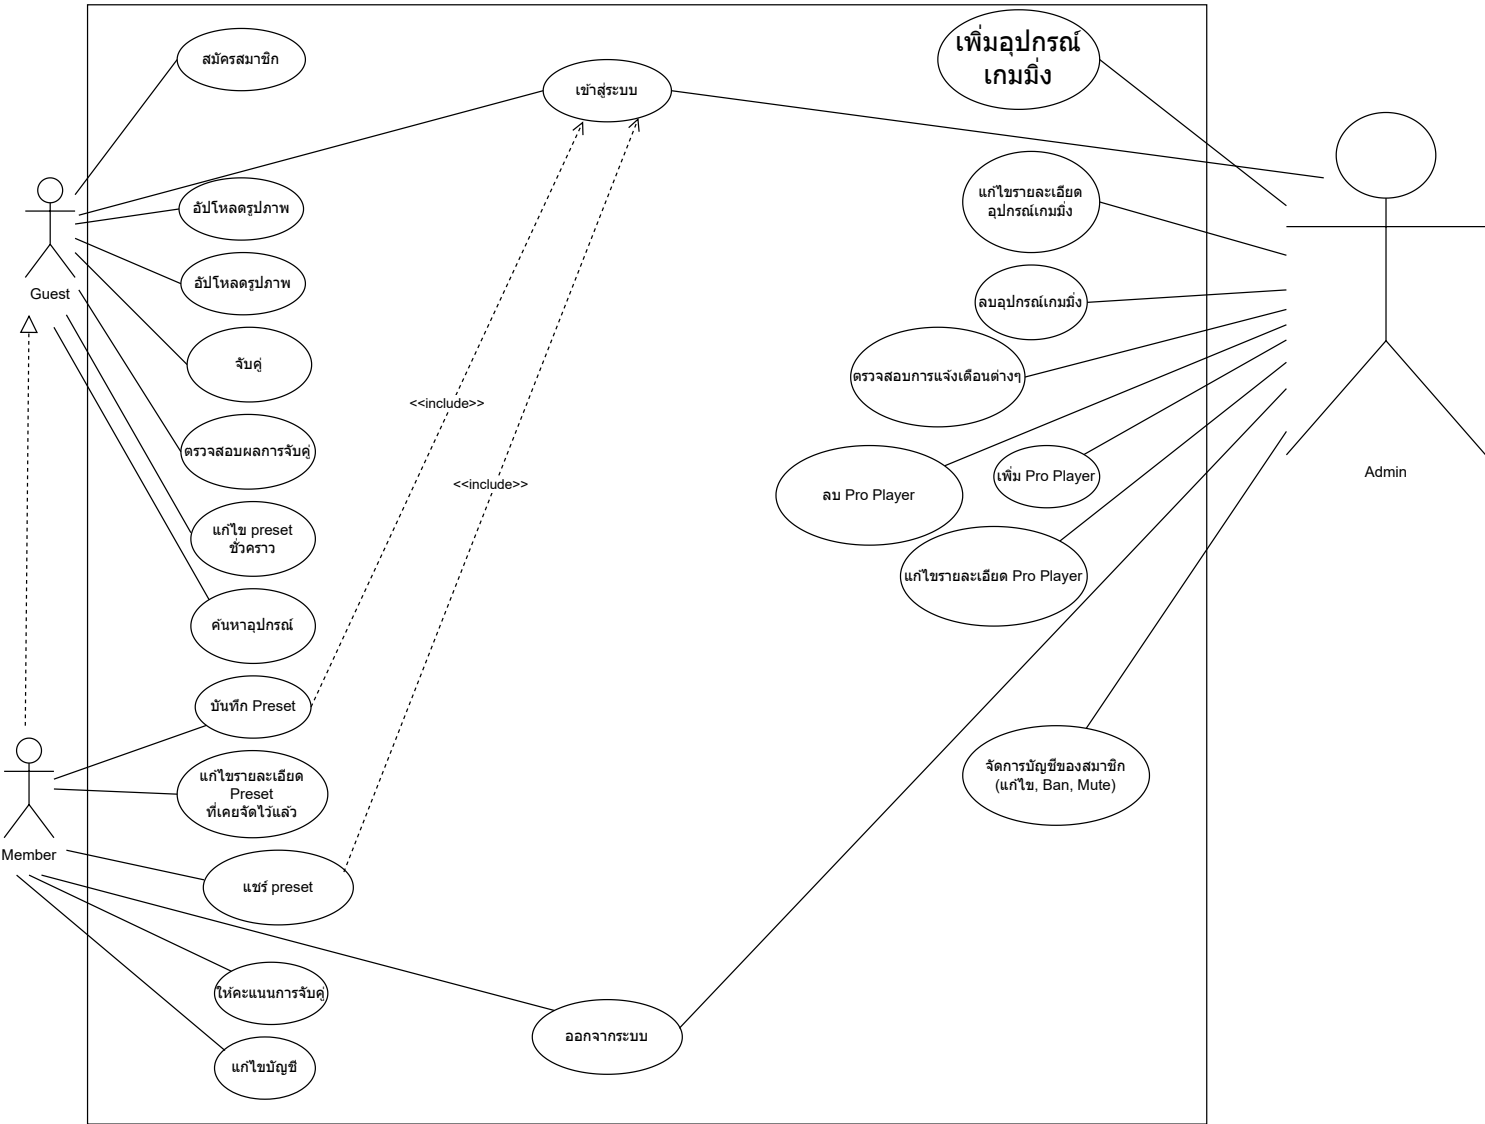 สมัครสมาชิก
เข้าสู่ระบบ
เพิ่มอุปกรณ์
เกมมิ่ง
อัปโหลดรูปภาพ
แก้ไขรายละเอียด
อุปกรณ์เกมมิ่ง
อัปโหลดรูปภาพ
Guest
ลบอุปกรณ์เกมมิ่ง
จับคู่
ตรวจสอบการแจ้งเตือนต่างๆ
<<include>>
ตรวจสอบผลการจับคู่
<<include>>
ลบ Pro Player
เพิ่ม Pro Player
Admin
แก้ไข preset
ชั่วคราว
แก้ไขรายละเอียด Pro Player
ค้นหาอุปกรณ์
บันทึก Preset
แก้ไขรายละเอียด
Preset
ที่เคยจัดไว้แล้ว
จัดการบัญชีของสมาชิก
(แก้ไข, Ban, Mute)
Member
แชร์ preset
ให้คะแนนการจับคู่
ออกจากระบบ
แก้ไขบัญชี